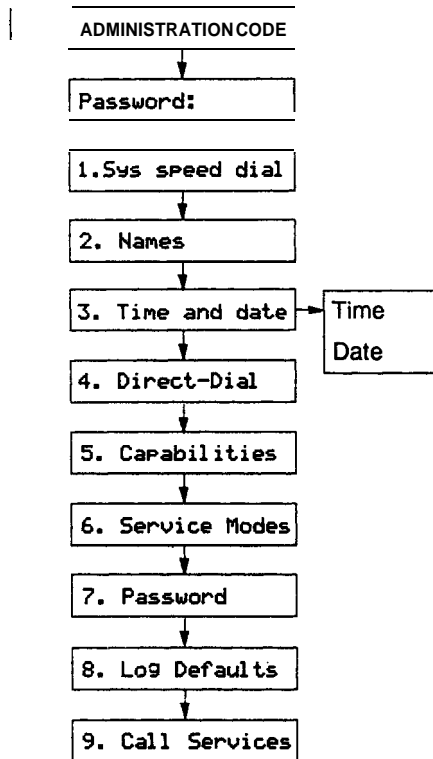 ADMINISTRATION CODE
Password:
1.Sys speed dial
2. Names
3. Time and date
Time
Date
4. Direct-Dial
5. Capabilities
6. Service Modes
7. Password
8. Log Defaults
9. Call Services